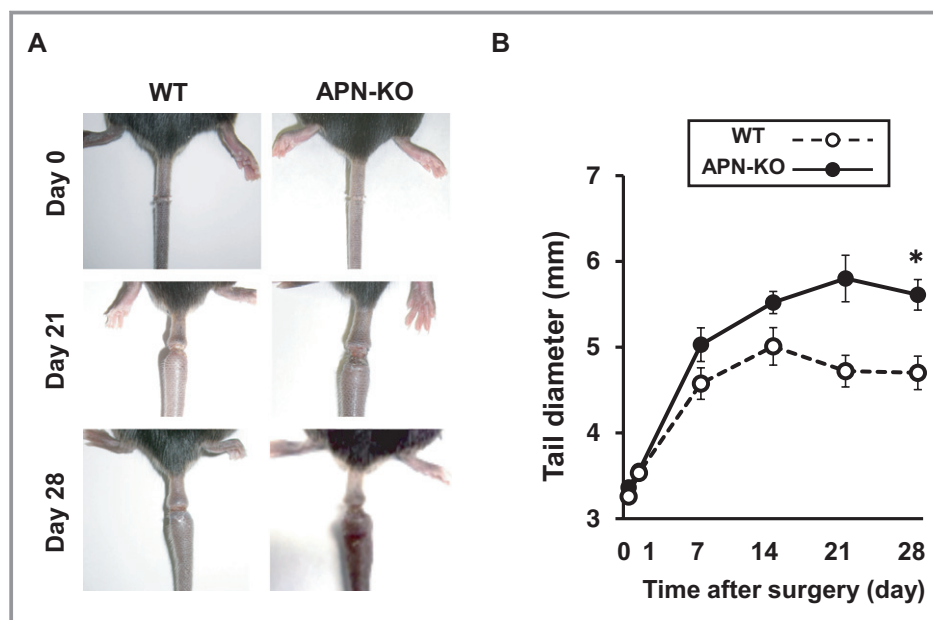 A
WT
APN-KO
Day 0
Day 21
Day 28
B
WT
APN-KO
7
6
5
4
3
*
Tail diameter (mm)
0 1 7 14 21 28
Time after surgery (day)